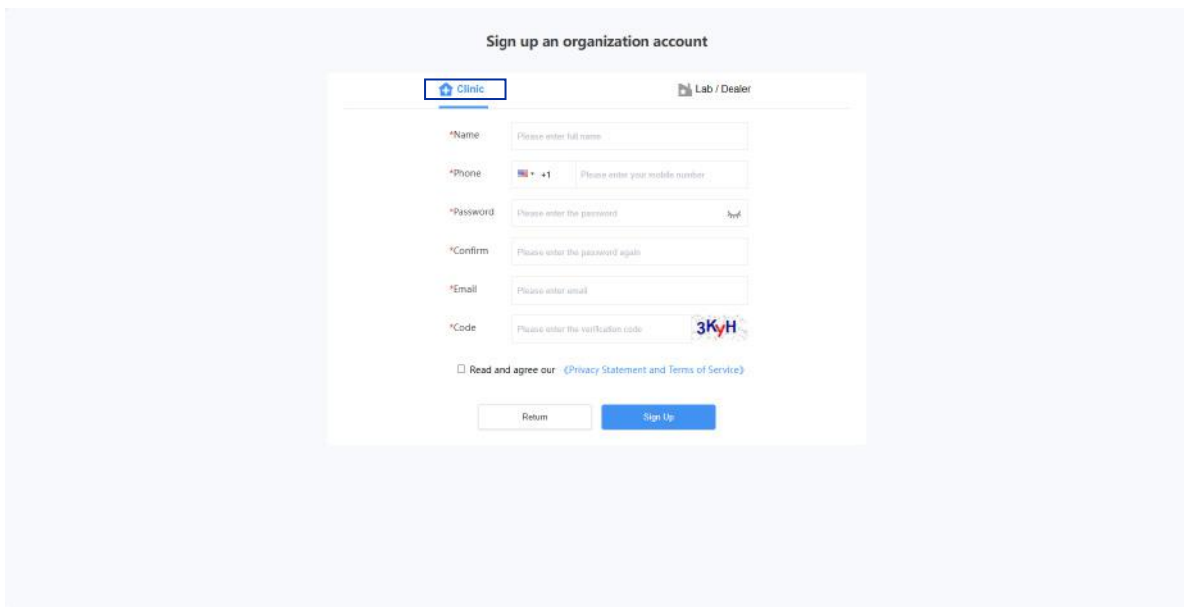 Sign up an organization account
Clinic
Lab / Dealer
*Name
Please enter full name
*Phone
+1
Please enter your mobile number
*Password
Please enter the password
*Confirm
Please enter the password again
*Email
Please enter email
*Code
Please enter the verification code
3KyH
Read and agree our 《Privacy Statement and Terms of Service》
Return
Sign Up